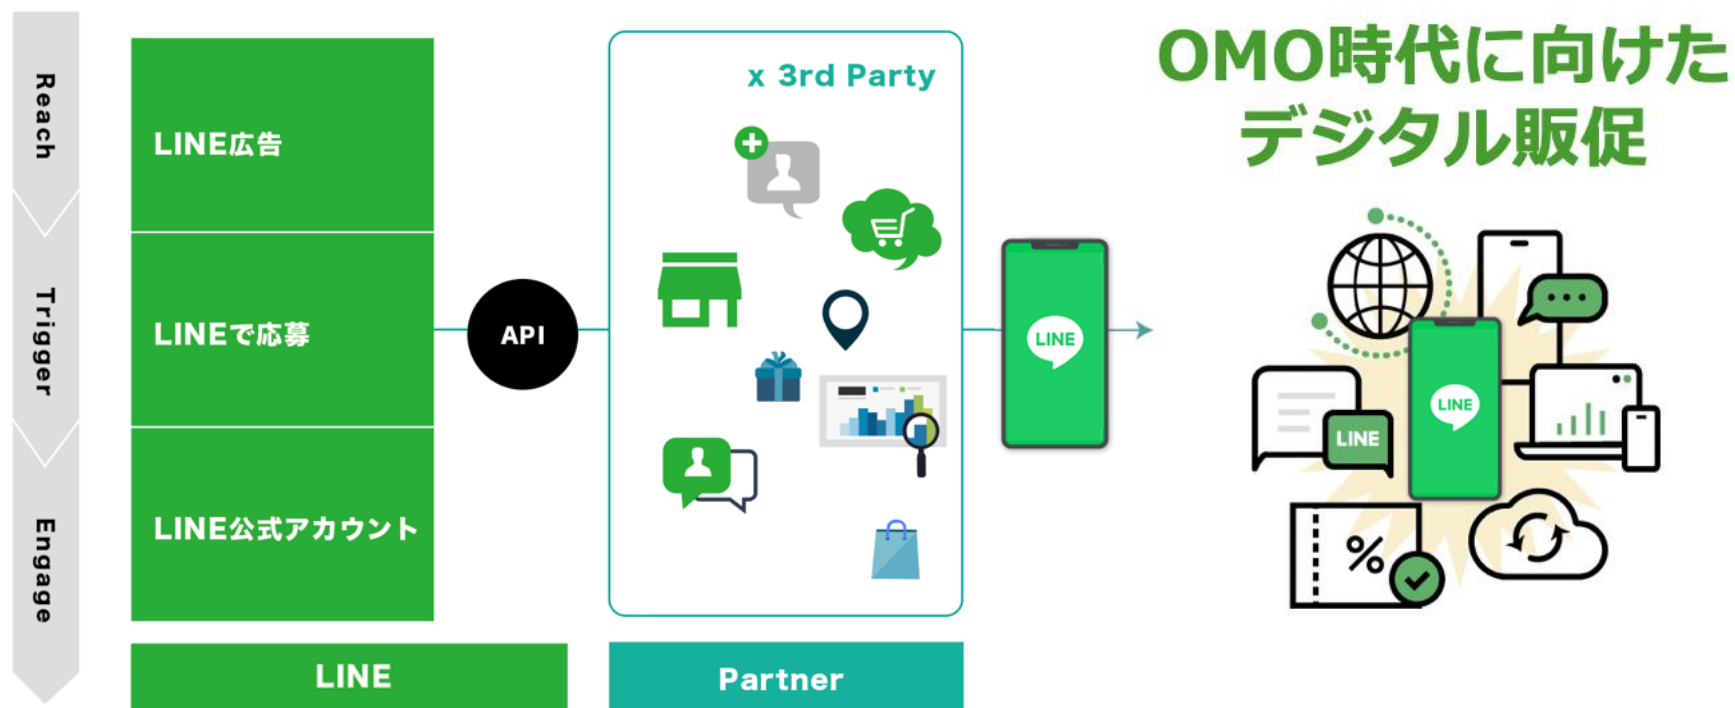 Reach
Trigger
Engage
LINE広告
LINEで応募
LINE公式アカウント
LINE
API
x 3rd Party
Partner
LINE
OMO時代に向けた
デジタル販促
LINE
LINE
%